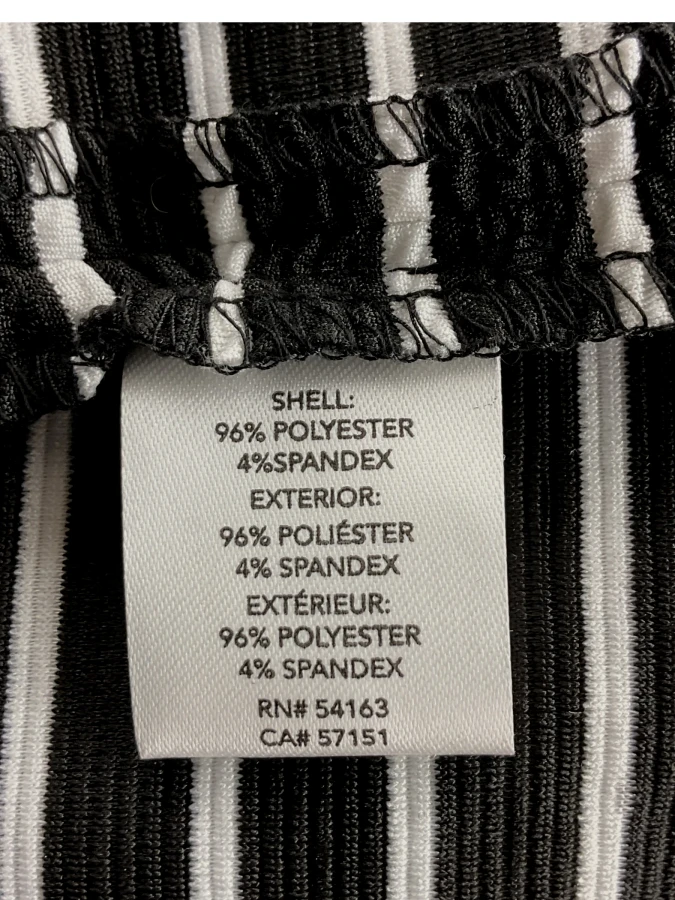 SHELL:
96% POLYESTER
4%SPANDEX
EXTERIOR:
96% POLIÉSTER
4% SPANDEX
EXTÉRIEUR:
96% POLYESTER
4% SPANDEX
RN# 54163
CA# 57151